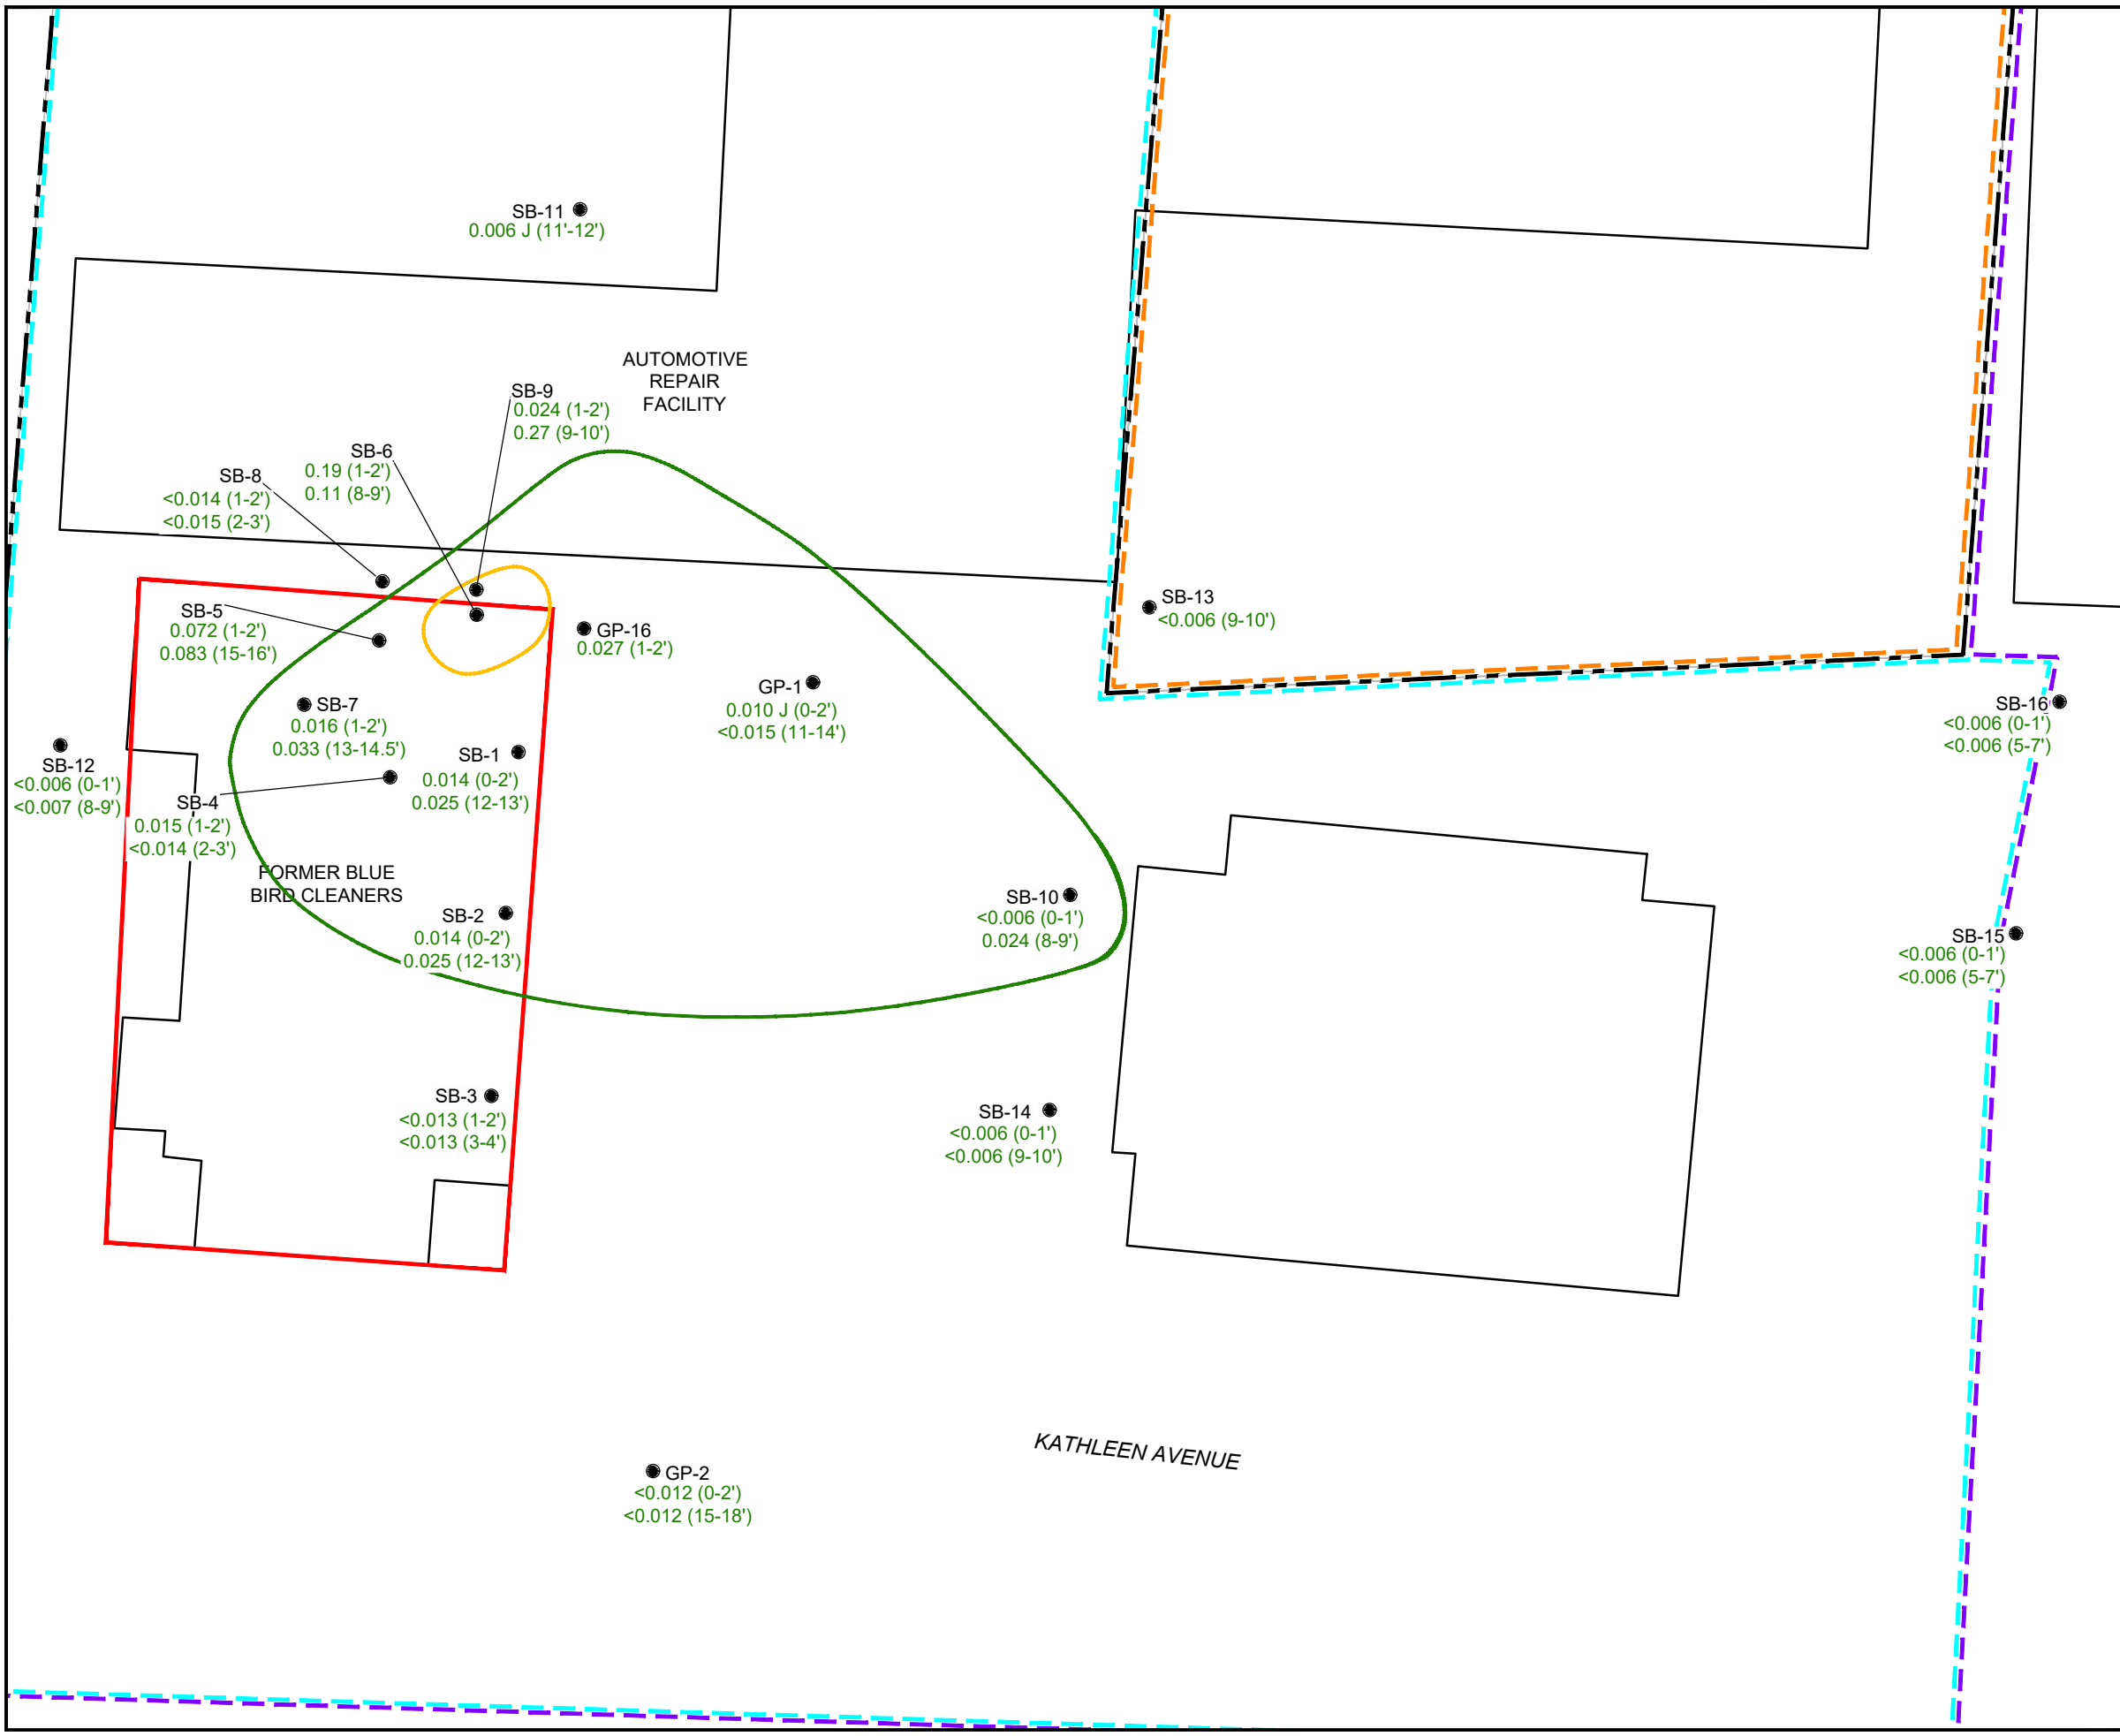 SB-11
0.006 J (11'-12')
AUTOMOTIVE
REPAIR
FACILITY
SB-9
0.024 (1-2')
0.27 (9-10')
SB-6
0.19 (1-2')
0.11 (8-9')
SB-8
<0.014 (1-2')
<0.015 (2-3')
SB-5
0.072 (1-2')
0.083 (15-16')
GP-16
0.027 (1-2')
SB-13
<0.006 (9-10')
SB-7
0.016 (1-2')
0.033 (13-14.5')
GP-1
0.010 J (0-2')
<0.015 (11-14')
SB-16
<0.006 (0-1')
<0.006 (5-7')
SB-12
<0.006 (0-1')
<0.007 (8-9')
SB-1
0.014 (0-2')
0.025 (12-13')
SB-4
0.015 (1-2')
<0.014 (2-3')
FORMER BLUE
BIRD CLEANERS
SB-2
0.014 (0-2')
0.025 (12-13')
SB-10
<0.006 (0-1')
0.024 (8-9')
SB-15
<0.006 (0-1')
<0.006 (5-7')
SB-3
<0.013 (1-2')
<0.013 (3-4')
SB-14
<0.006 (0-1')
<0.006 (9-10')
KATHLEEN AVENUE
GP-2
<0.012 (0-2')
<0.012 (15-18')